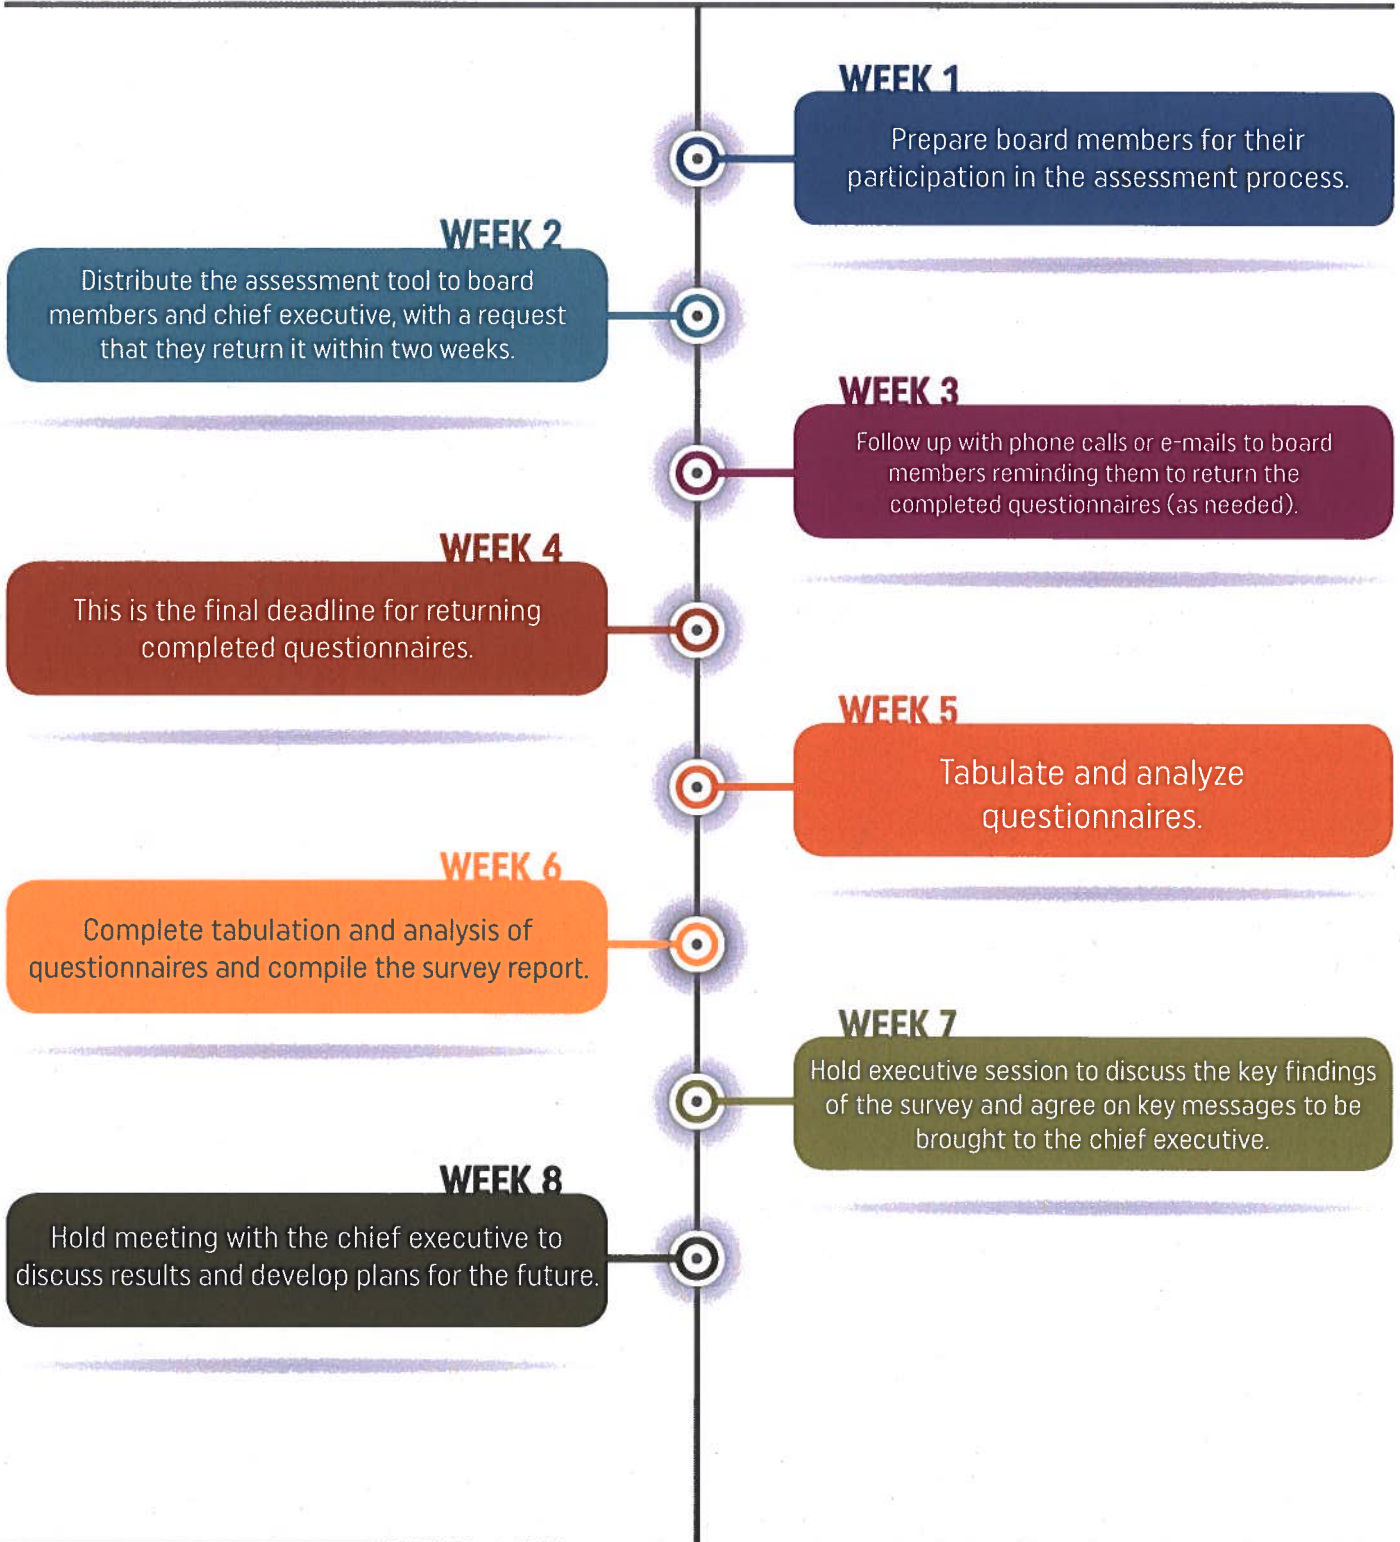 WEEK 1
Prepare board members for their
participation in the assessment process.
WEEK 2
Distribute the assessment tool to board
members and chief executive, with a request
that they return it within two weeks.
WEEK 3
Follow up with phone calls or e-mails to board
members reminding them to return the
completed questionnaires (as needed).
WEEK 4
This is the final deadline for returning
completed questionnaires.
WEEK 5
Tabulate and analyze
questionnaires.
WEEK 6
Complete tabulation and analysis of
questionnaires and compile the survey report.
WEEK 7
Hold executive session to discuss the key findings
of the survey and agree on key messages to be
brought to the chief executive.
WEEK 8
Hold meeting with the chief executive to
discuss results and develop plans for the future.